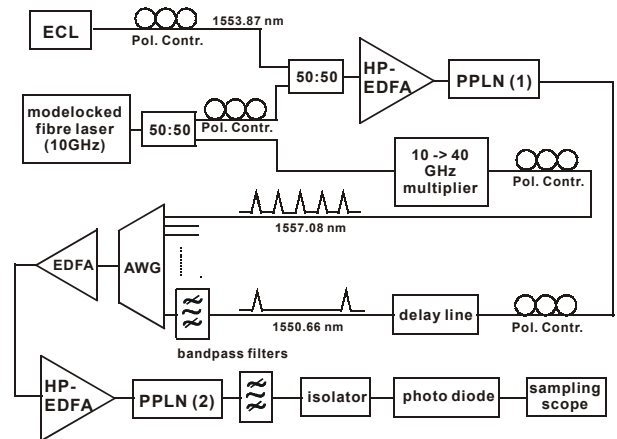 ECL
Pol. Contr.
1553.87 nm
50:50
HP-
EDFA
PPLN (1)
modelocked
fibre laser
(10GHz)
50:50
Pol. Contr.
10 -> 40
GHz
multiplier
Pol. Contr.
1557.08 nm
EDFA
AWG
1550.66 nm
delay line
Pol. Contr.
bandpass filters
HP-
EDFA
PPLN (2)
isolator
photo diode
sampling
scope